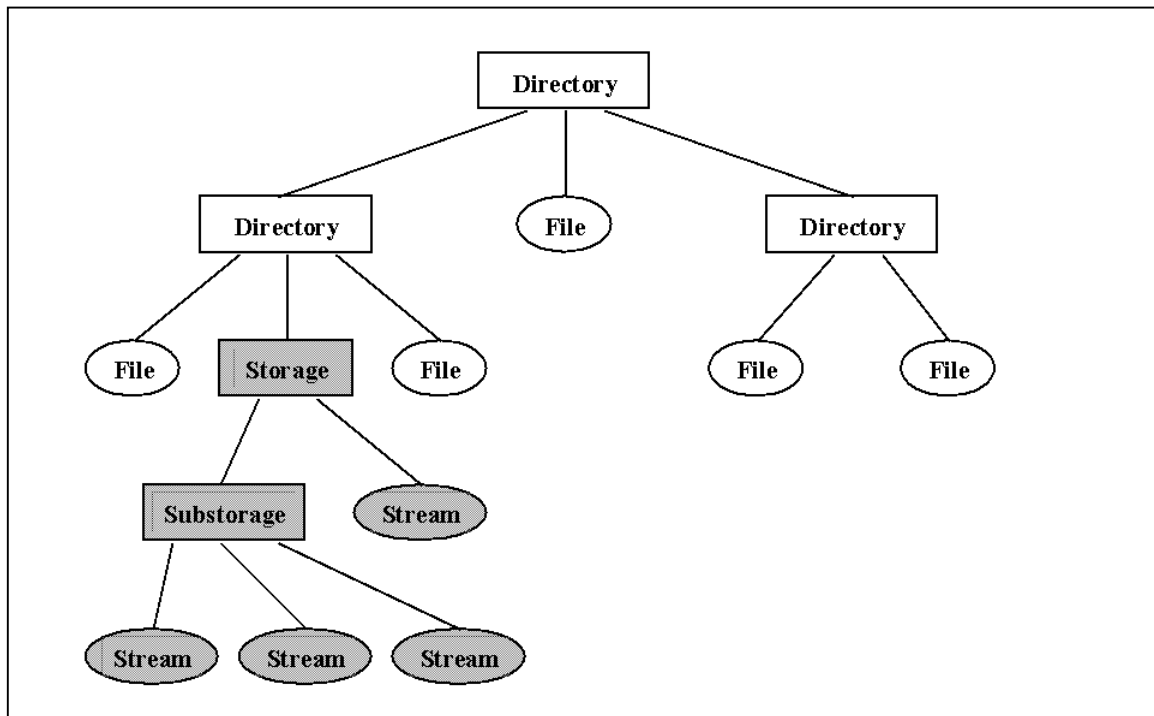 Directory
Directory
File
Directory
File
Storage
File
File
File
Substorage
Stream
Stream
Stream
Stream